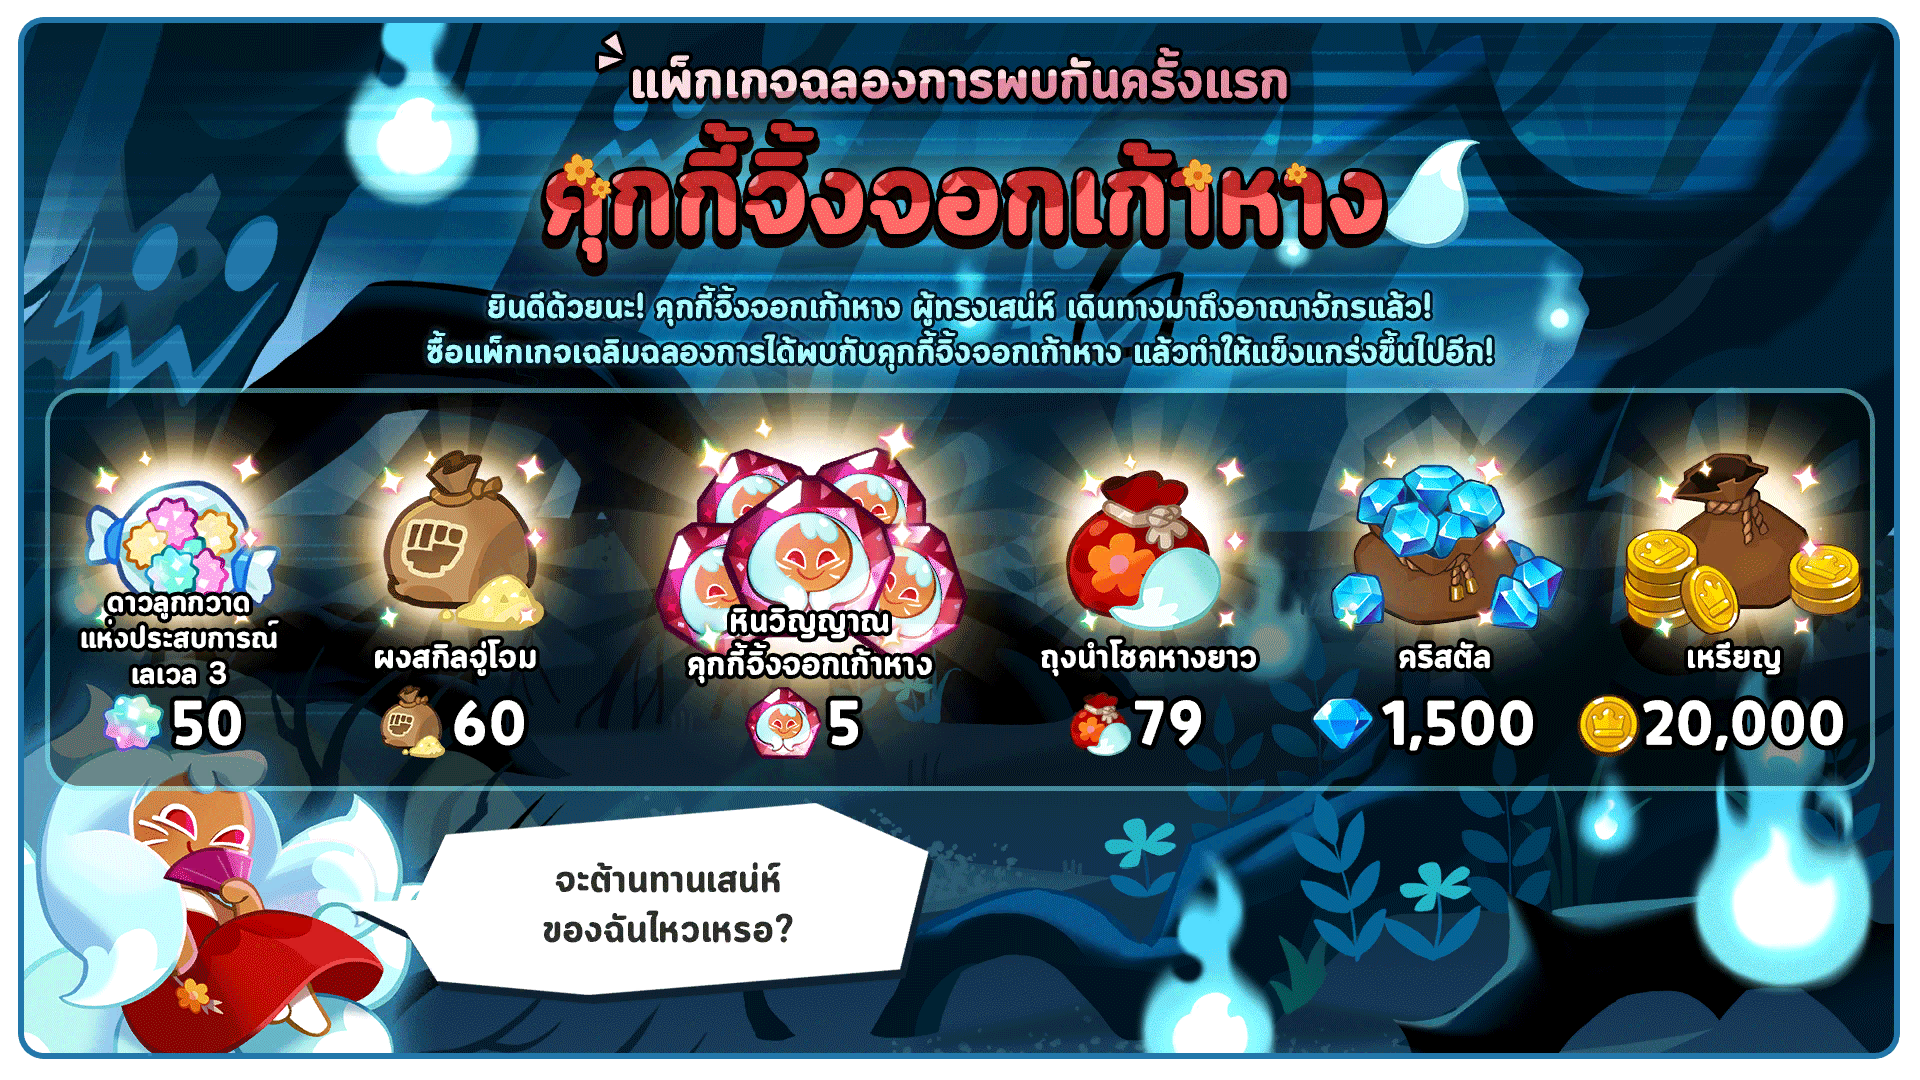 แพ็กเกจฉลองการพบกันครั้งแรก
คุกกี้จิ้งจอกเก้าหาง
ยินดีด้วยนะ! คุกกี้จิ้งจอกเก้าหาง ผู้ทรงเสน่ห์ เดินทางมาถึงอาณาจักรแล้ว!
ซื้อแพ็กเกจเฉลิมฉลองการได้พบกับคุกกี้จิ้งจอกเก้าหาง แล้วทำให้แข็งแกร่งขึ้นไปอีก!
ดาวลูกกวาด
แห่งประสบการณ์
เลเวล 3
50
ผงสกิลจู่โจม
60
หินวิญญาณ
คุกกี้จิ้งจอกเก้าหาง
5
ถุงนำโชคหางยาว
79
คริสตัล
1,500
เหรียญ
20,000
จะต้านทานเสน่ห์
ของฉันไหวเหรอ?